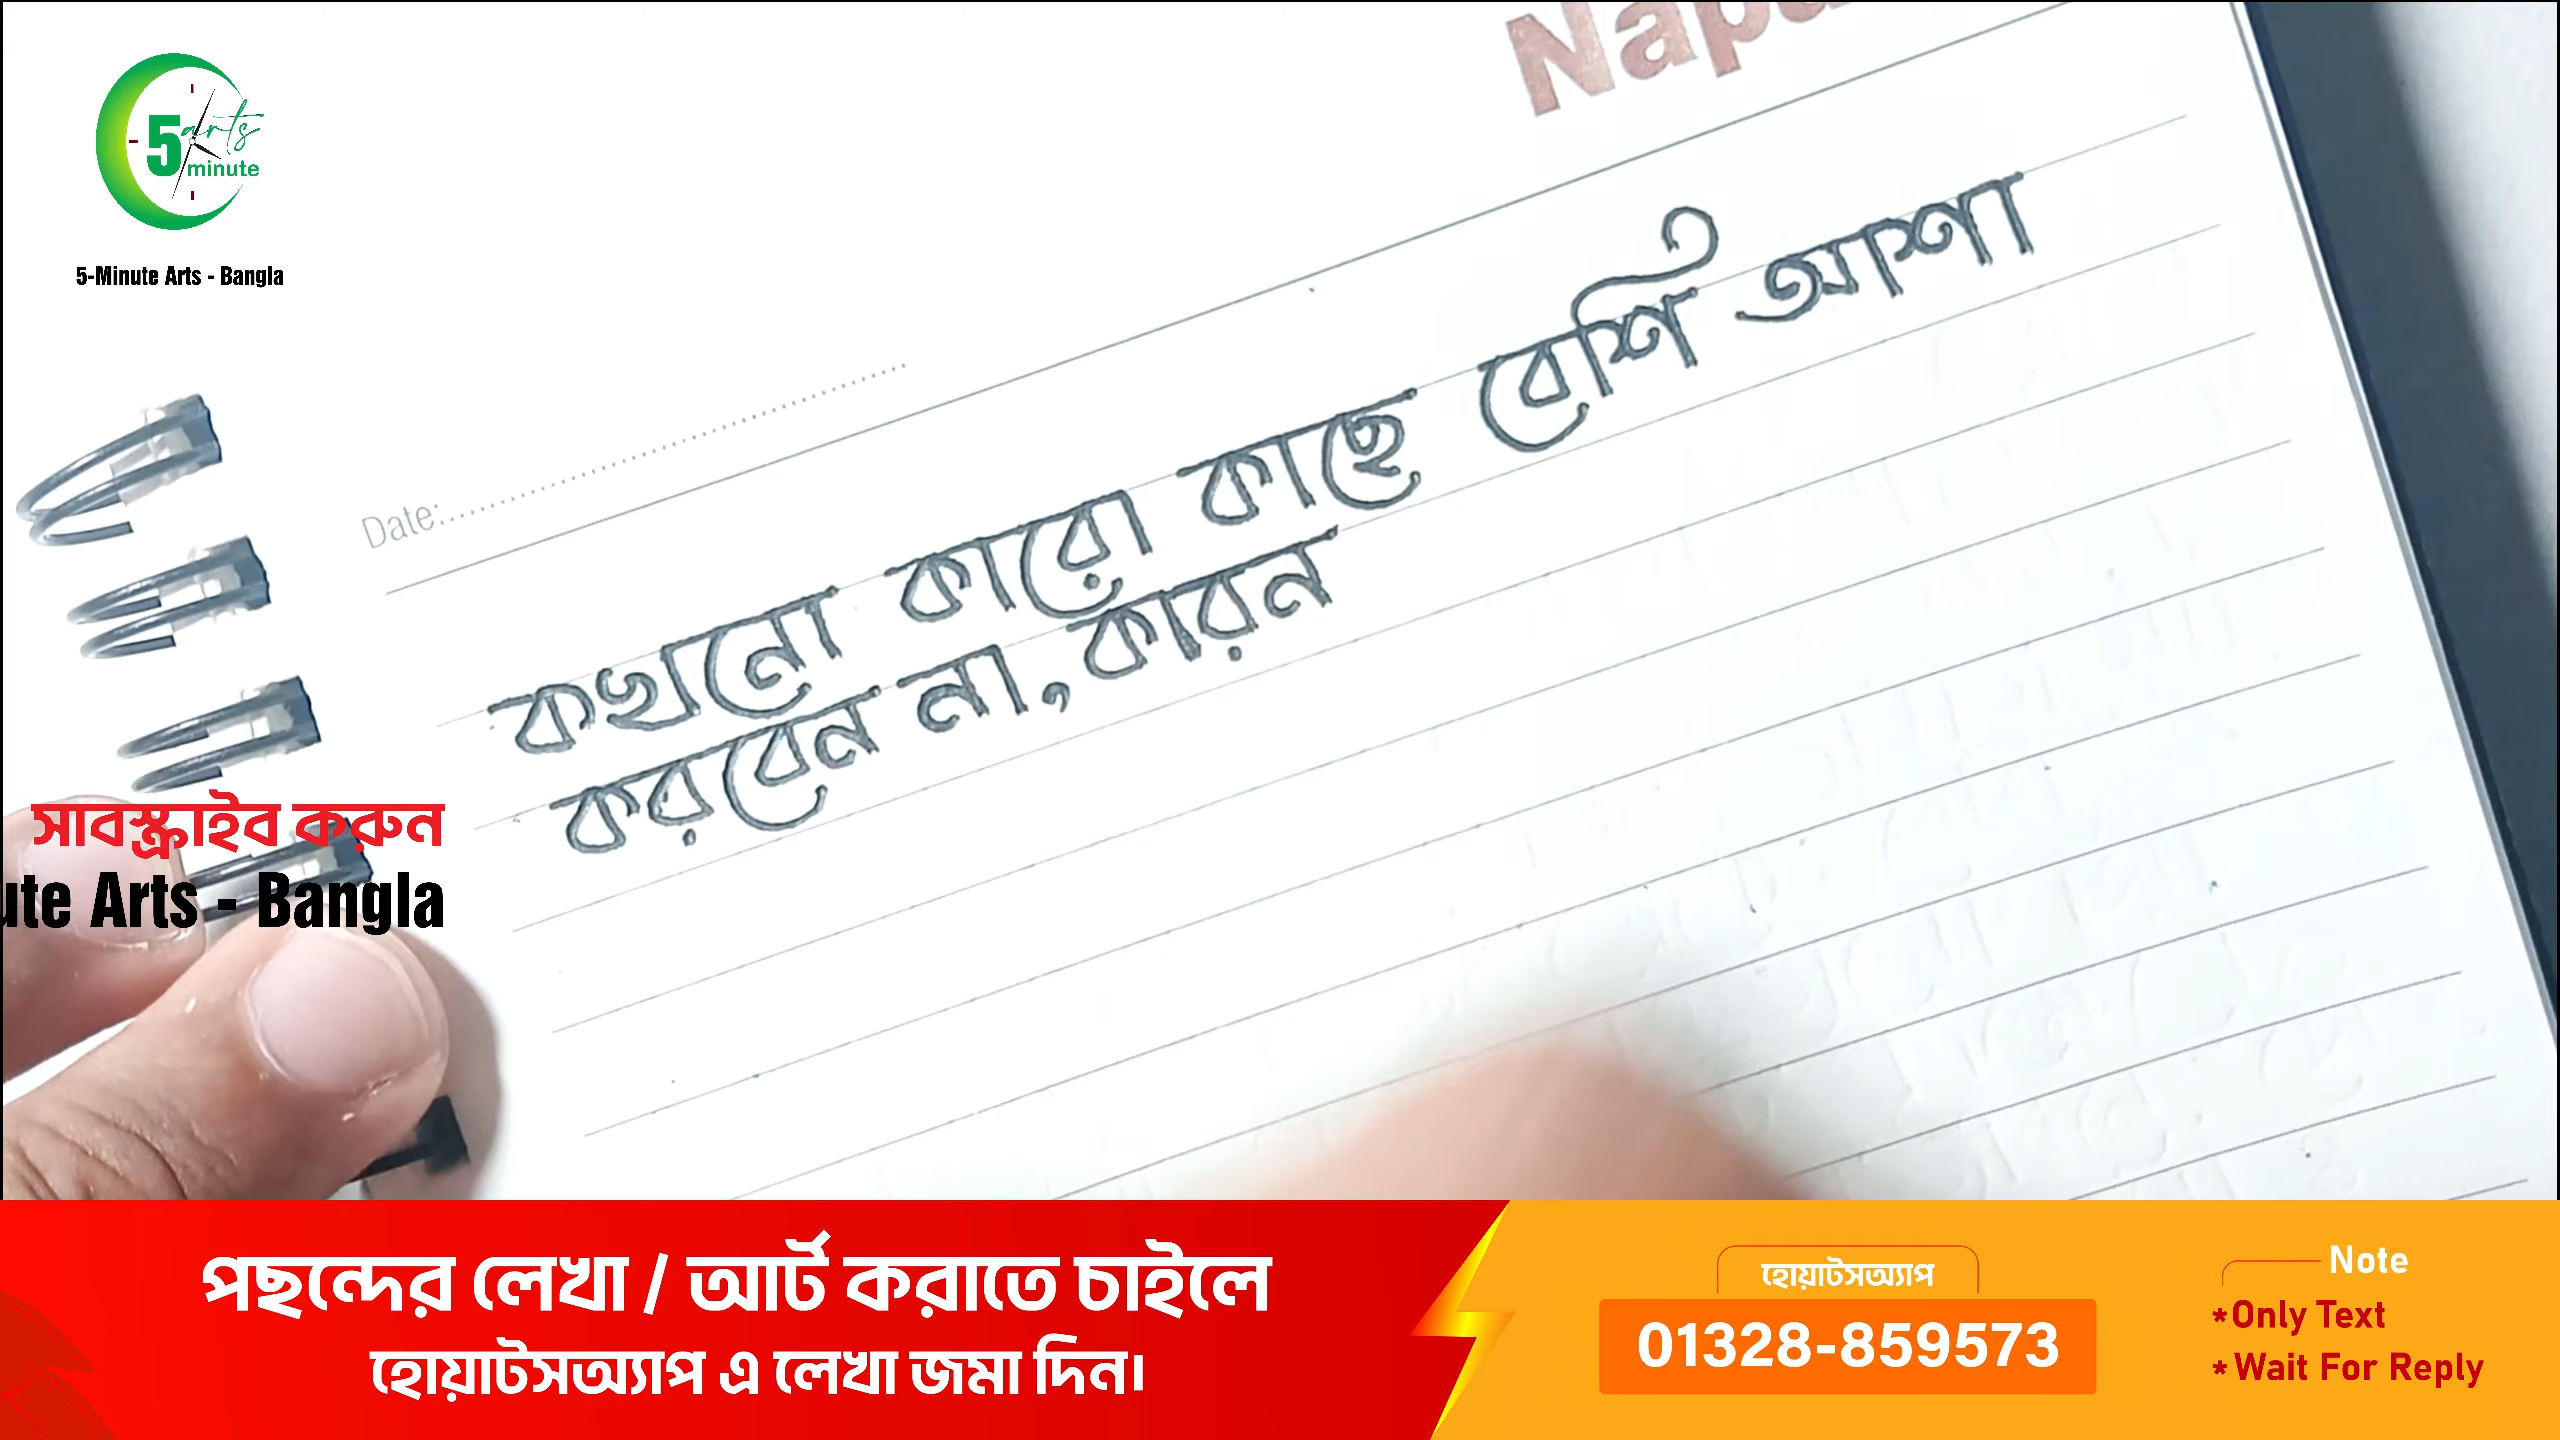 Napa
5 arts
minute
5-Minute Arts - Bangla
Date:
কখনো কারো কাছে বেশি আশা
করবেন না, কারন
সাবস্ক্রাইব করুন
ute Arts - Bangla
পছন্দের লেখা / আর্ট করাতে চাইলে
হোয়াটসঅ্যাপ এ লেখা জমা দিন।
হোয়াটসঅ্যাপ
01328-859573
Note
*Only Text
*Wait For Reply